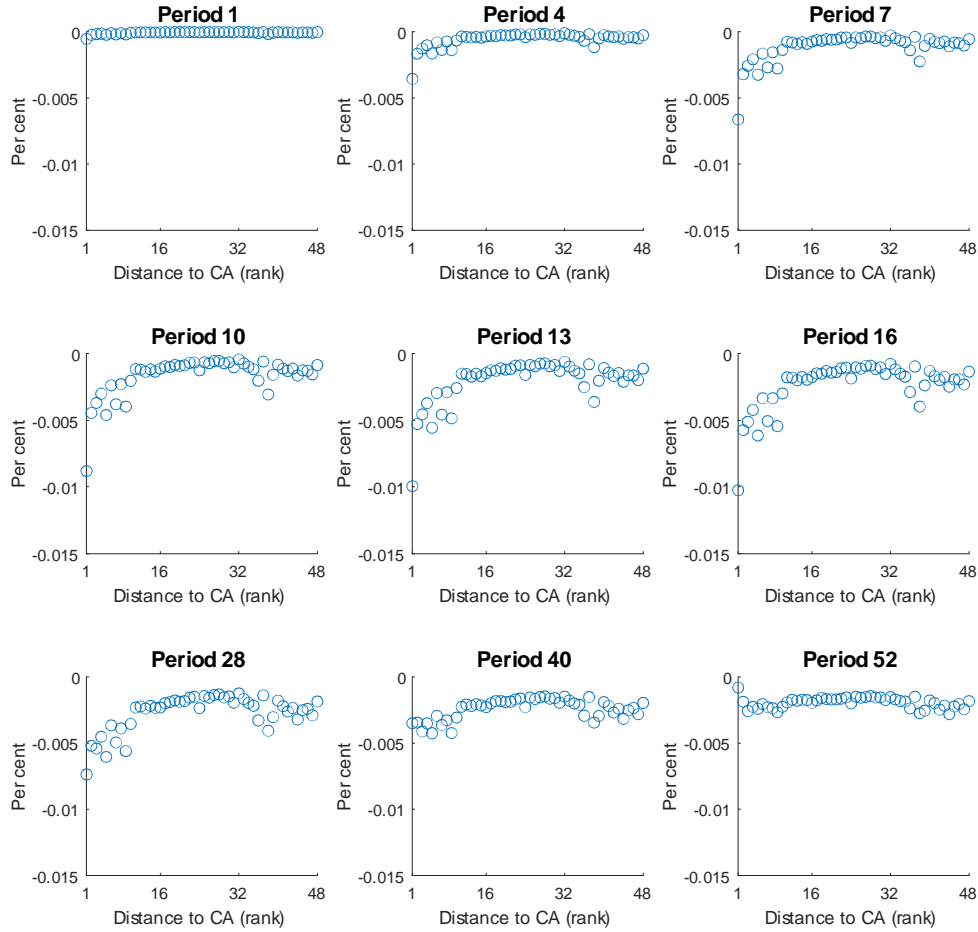 Period 1
Period 4
Period 7
0
-0.005
-0.01
-0.015
Per cent
1
16
32
48
Distance to CA (rank)
0
-0.005
-0.01
-0.015
Per cent
1
16
32
48
Distance to CA (rank)
0
-0.005
-0.01
-0.015
Per cent
1
16
32
48
Distance to CA (rank)
Period 10
Period 13
Period 16
0
-0.005
-0.01
-0.015
Per cent
1
16
32
48
Distance to CA (rank)
0
-0.005
-0.01
-0.015
Per cent
1
16
32
48
Distance to CA (rank)
0
-0.005
-0.01
-0.015
Per cent
1
16
32
48
Distance to CA (rank)
Period 28
Period 40
Period 52
0
-0.005
-0.01
-0.015
Per cent
1
16
32
48
Distance to CA (rank)
0
-0.005
-0.01
-0.015
Per cent
1
16
32
48
Distance to CA (rank)
0
-0.005
-0.01
-0.015
Per cent
1
16
32
48
Distance to CA (rank)